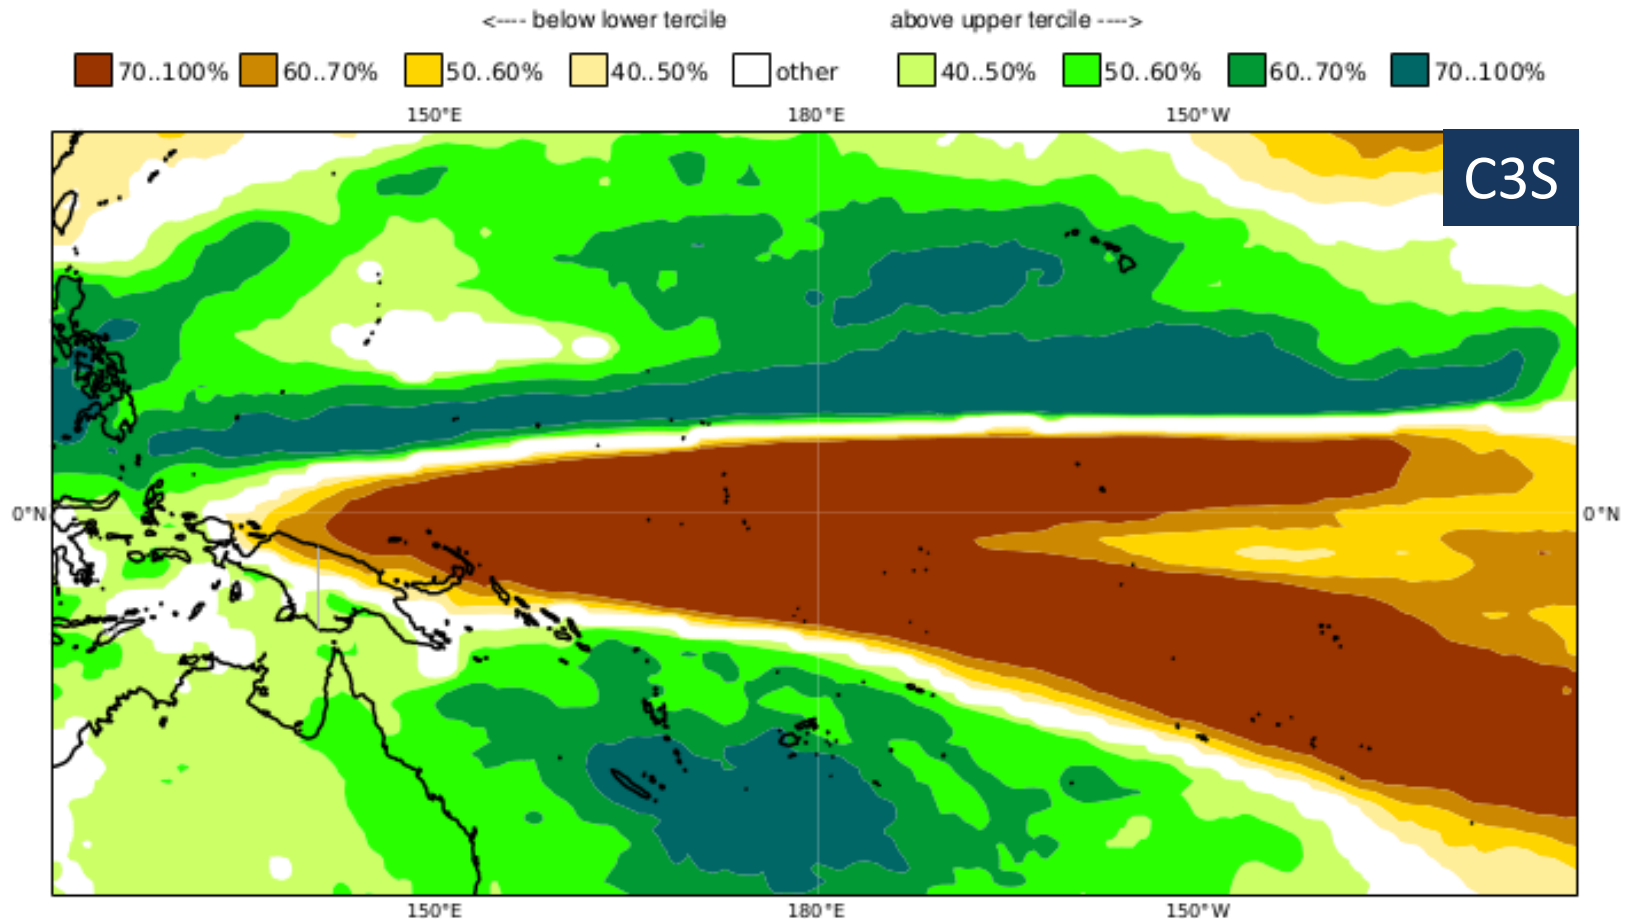 <---- below lower tercile above upper tercile ---->
70..100% 60..70% 50..60% 40..50% other 40..50% 50..60% 60..70% 70..100%
150°E 180°E 150°W
C3S
0°N 0°N
150°E 180°E 150°W